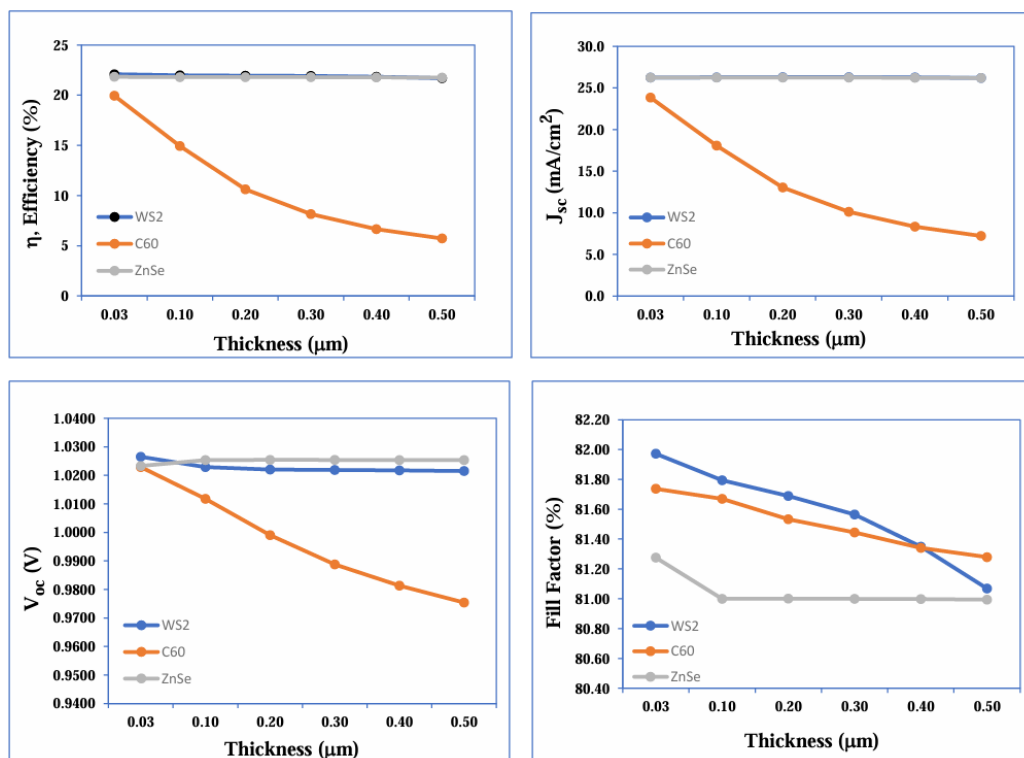 25
20
15
10
5
0
η, Efficiency (%)
WS2
C60
ZnSe
0.03 0.10 0.20 0.30 0.40 0.50
Thickness (μm)
30.0
25.0
20.0
15.0
10.0
5.0
0.0
Jsc (mA/cm²)
WS2
C60
ZnSe
0.03 0.10 0.20 0.30 0.40 0.50
Thickness (μm)
1.0400
1.0300
1.0200
1.0100
1.0000
0.9900
0.9800
0.9700
0.9600
0.9500
0.9400
Voc (V)
WS2
C60
ZnSe
0.03 0.10 0.20 0.30 0.40 0.50
Thickness (μm)
82.20
82.00
81.80
81.60
81.40
81.20
81.00
80.80
80.60
80.40
Fill Factor (%)
WS2
C60
ZnSe
0.03 0.10 0.20 0.30 0.40 0.50
Thickness (μm)